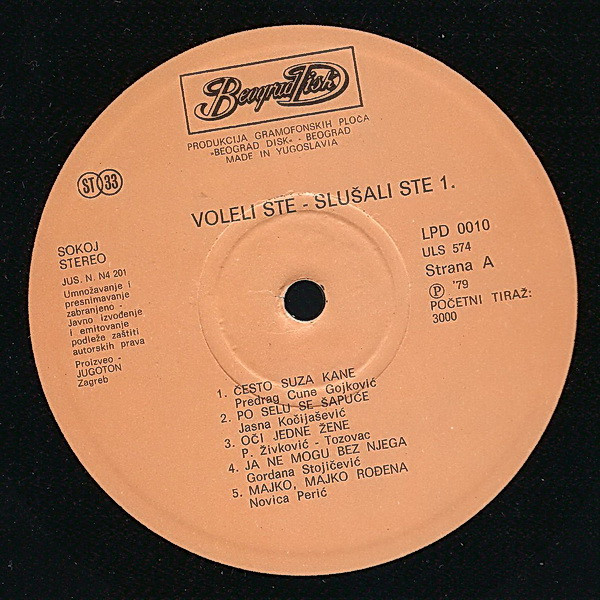 Beograd Disk
PRODUKCIJA GRAMOFONSKIH PLOČA
-BEOGRAD DISK- - BEOGRAD
MADE IN YUGOSLAVIA
ST 33
VOLELI STE - SLUŠALI STE 1.
SOKOJ
STEREO
JUS. N. N4 201
Umnožavanje i
presnimavanje
zabranjeno -
Javno izvođenje
i emitovanje
podleže zaštiti
autorskih prava
Proizveo -
JUGOTON
Zagreb
LPD 0010
ULS 574
Strana A
Ⓟ '79
POČETNI TIRAŽ:
3000
1. ČESTO SUZA KANE
Predrag Cune Gojković
2. PO SELU SE ŠAPUĆE
Jasna Kočijašević
3. OČI JEDNE ŽENE
P. Živković - Tozovac
4. JA NE MOGU BEZ NJEGA
Gordana Stojičević
5. MAJKO, MAJKO ROĐENA
Novica Perić